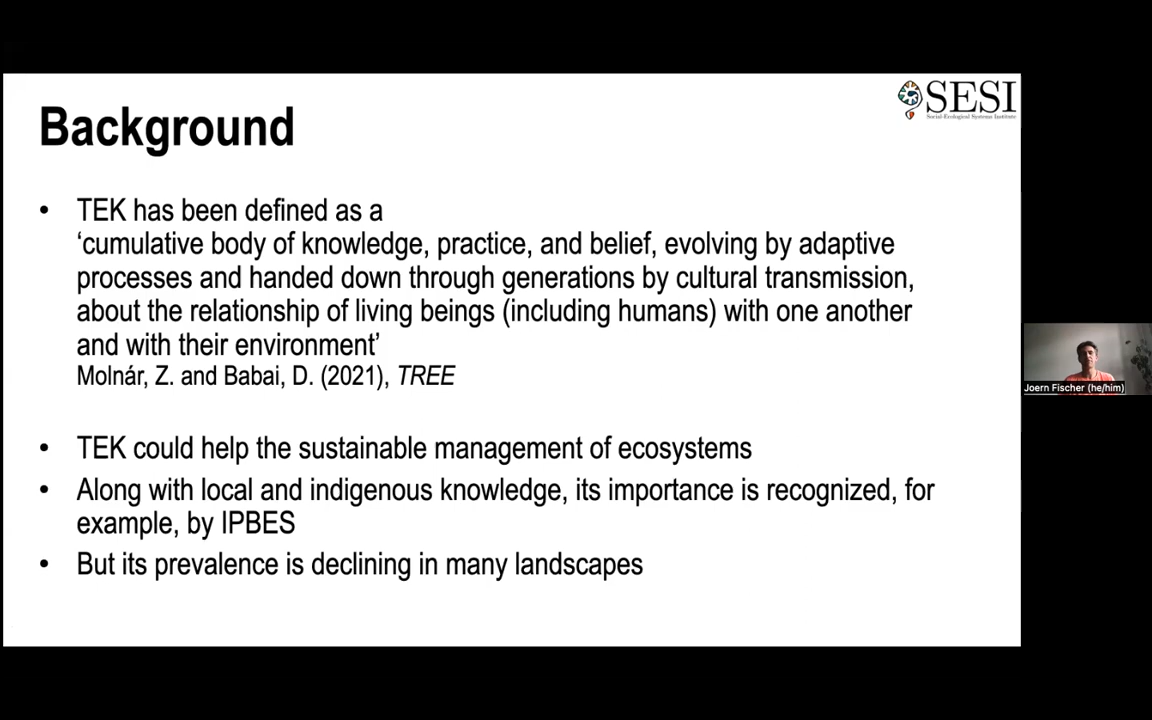 SESI
Social-Ecological Systems Institute
Background
• TEK has been defined as a
‘cumulative body of knowledge, practice, and belief, evolving by adaptive
processes and handed down through generations by cultural transmission,
about the relationship of living beings (including humans) with one another
and with their environment’
Molnár, Z. and Babai, D. (2021), TREE
• TEK could help the sustainable management of ecosystems
• Along with local and indigenous knowledge, its importance is recognized, for
example, by IPBES
• But its prevalence is declining in many landscapes
Joern Fischer (he/him)